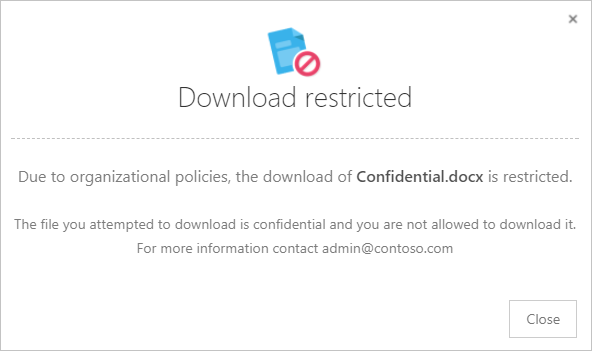 ×
Download restricted
Due to organizational policies, the download of Confidential.docx is restricted.
The file you attempted to download is confidential and you are not allowed to download it.
For more information contact admin@contoso.com
Close